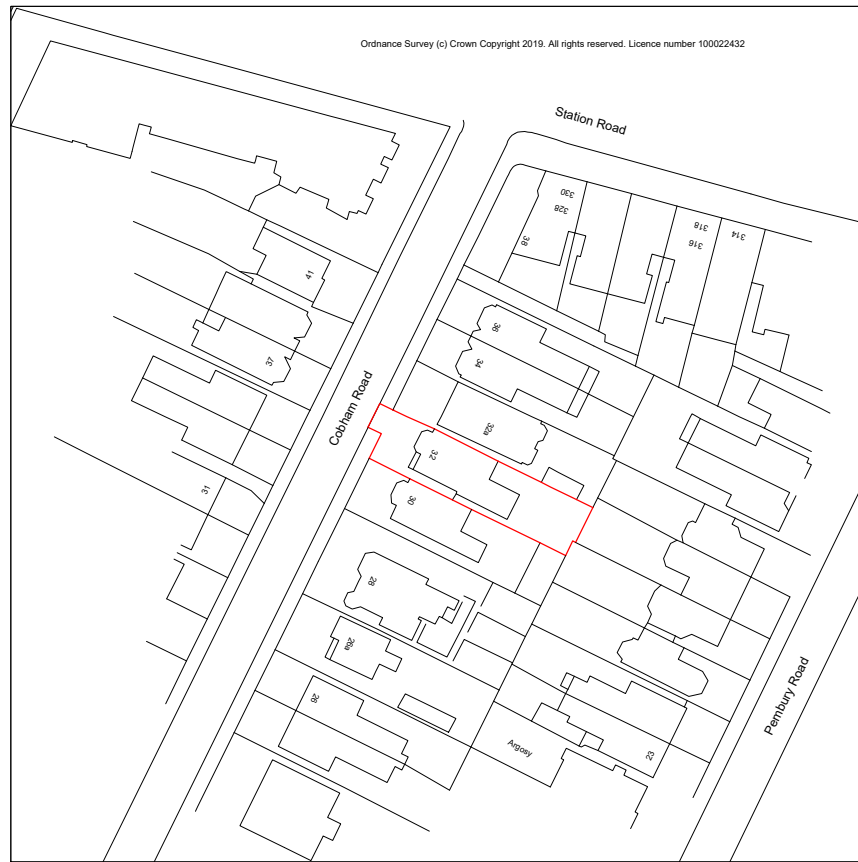 Ordnance Survey (c) Crown Copyright 2019. All rights reserved. Licence number 100022432
Station Road
330
328
38
318
316
314
41
36
34
37
Cobham Road
32a
32
31
30
28
26a
26
Argosy
23
Pembury Road